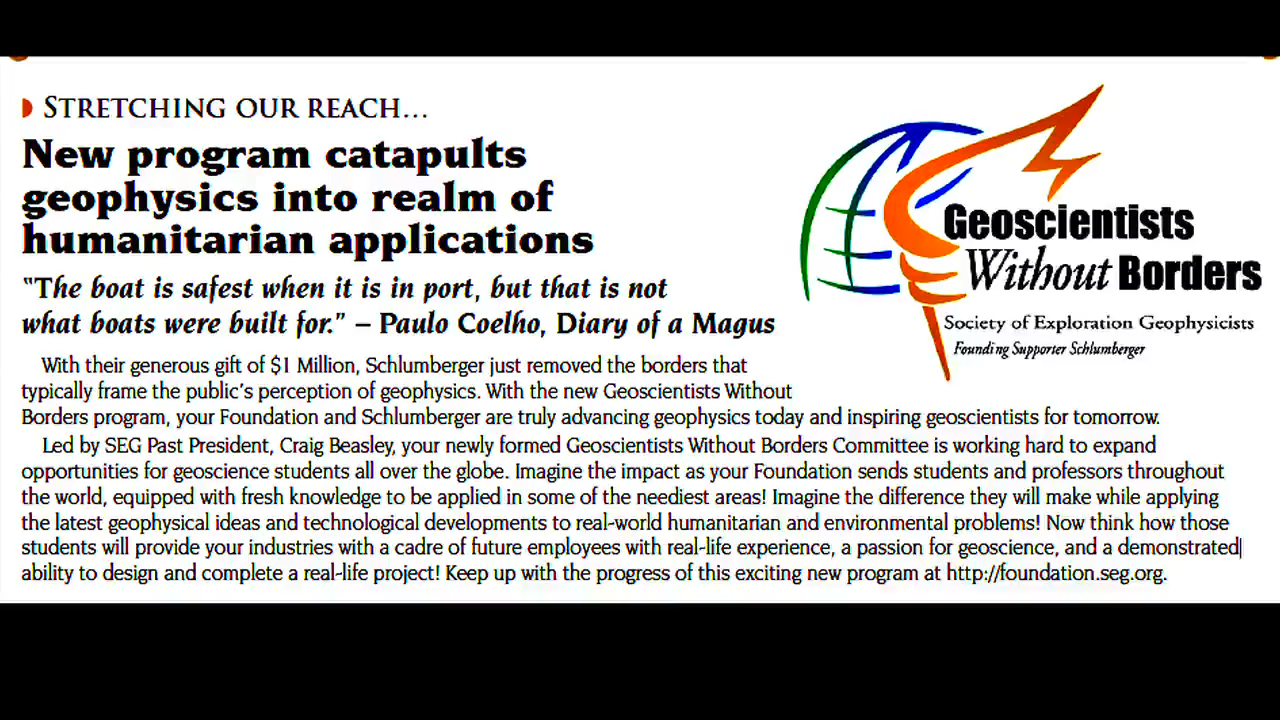 STRETCHING OUR REACH...
New program catapults
geophysics into realm of
humanitarian applications
"The boat is safest when it is in port, but that is not
what boats were built for." – Paulo Coelho, Diary of a Magus
Geoscientists
Without Borders
Society of Exploration Geophysicists
Founding Supporter Schlumberger
With their generous gift of $1 Million, Schlumberger just removed the borders that
typically frame the public's perception of geophysics. With the new Geoscientists Without
Borders program, your Foundation and Schlumberger are truly advancing geophysics today and inspiring geoscientists for tomorrow.
Led by SEG Past President, Craig Beasley, your newly formed Geoscientists Without Borders Committee is working hard to expand
opportunities for geoscience students all over the globe. Imagine the impact as your Foundation sends students and professors throughout
the world, equipped with fresh knowledge to be applied in some of the neediest areas! Imagine the difference they will make while applying
the latest geophysical ideas and technological developments to real-world humanitarian and environmental problems! Now think how those
students will provide your industries with a cadre of future employees with real-life experience, a passion for geoscience, and a demonstrated
ability to design and complete a real-life project! Keep up with the progress of this exciting new program at http://foundation.seg.org.